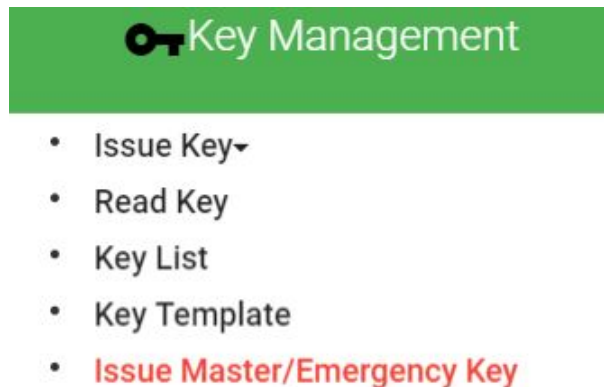 Key Management
Issue Key
Read Key
Key List
Key Template
Issue Master/Emergency Key